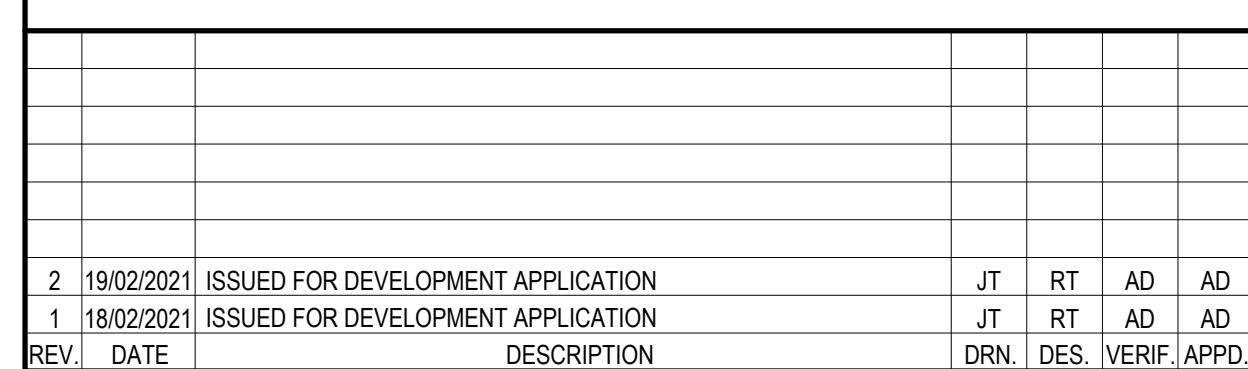 2 19/02/2021 ISSUED FOR DEVELOPMENT APPLICATION JT RT AD AD
1 18/02/2021 ISSUED FOR DEVELOPMENT APPLICATION JT RT AD AD
REV. DATE DESCRIPTION DRN. DES. VERIF. APPD.